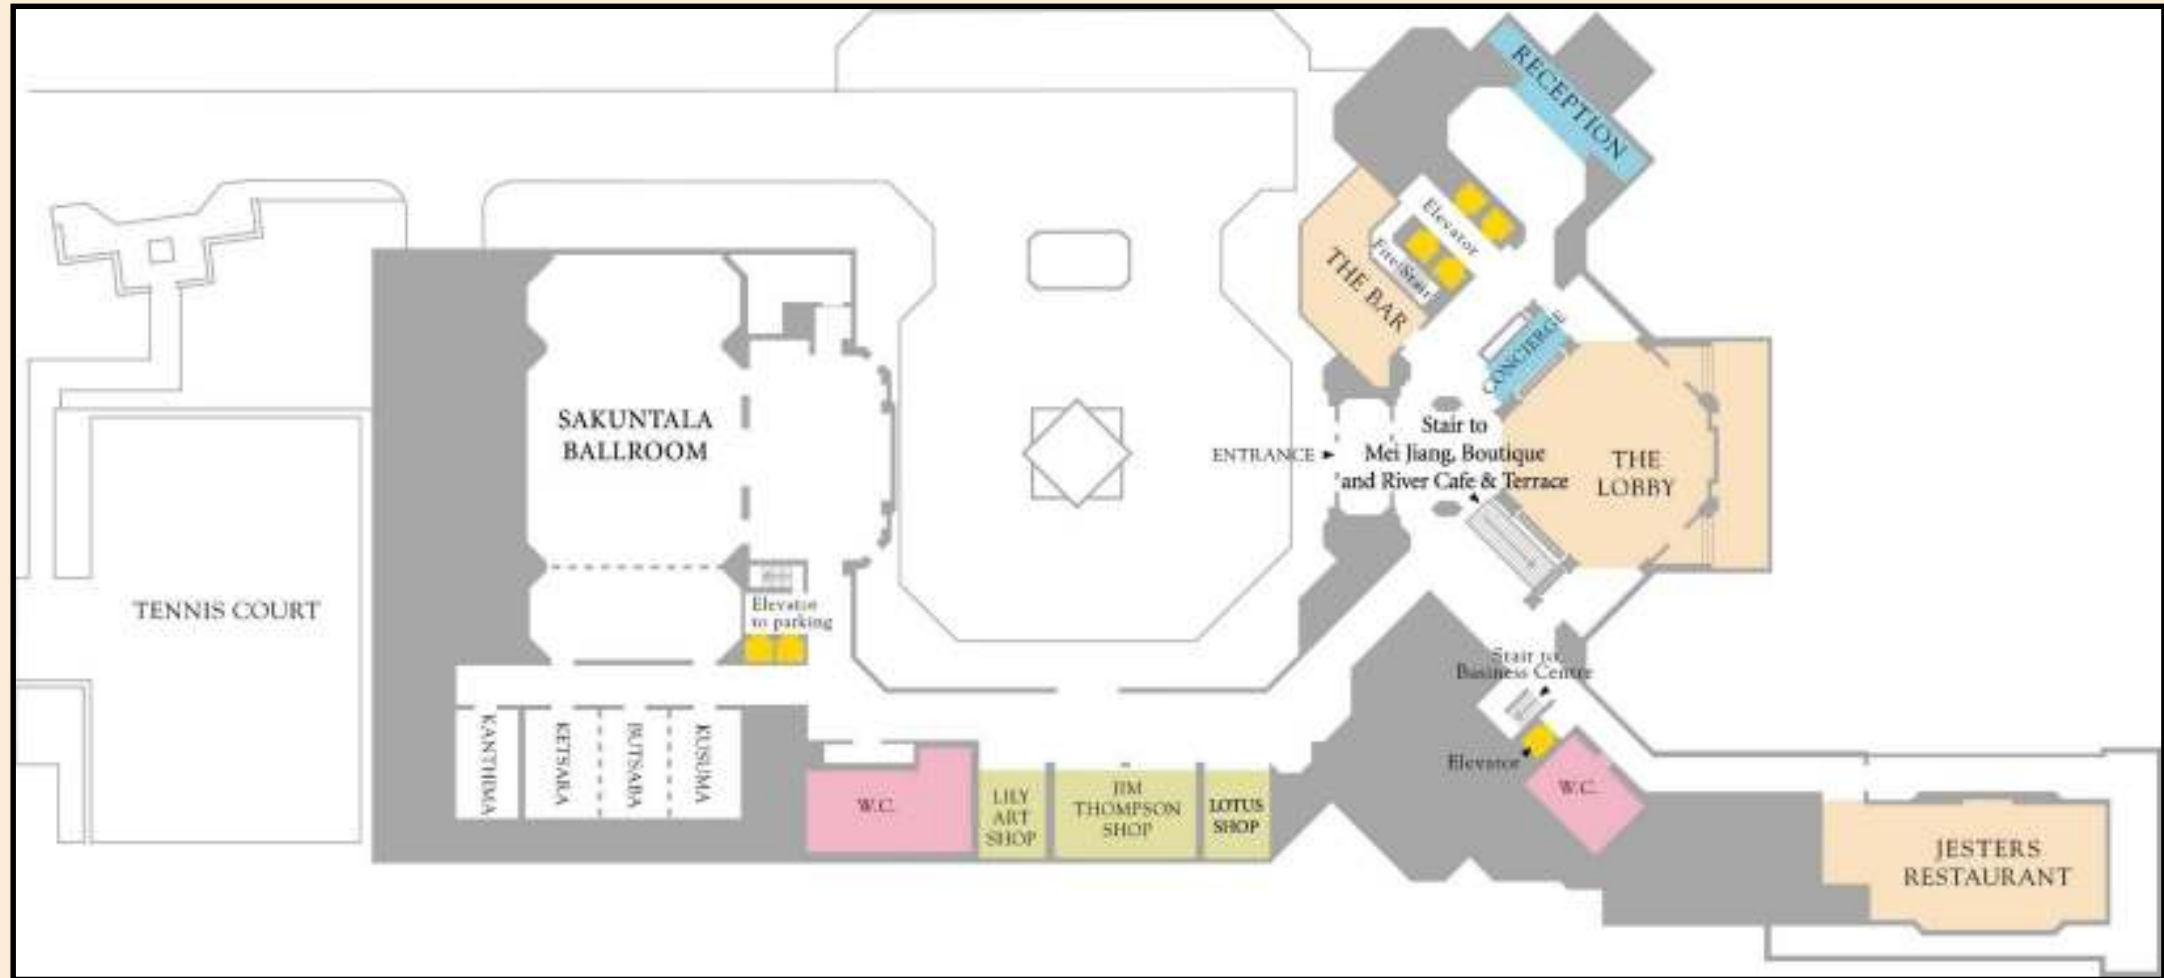 RECEPTION
Elevator
Fire Stair
THE BAR
CONCIERGE
SAKUNTALA
BALLROOM
ENTRANCE
Stair to
Mei Jiang, Boutique
and River Cafe & Terrace
THE
LOBBY
TENNIS COURT
Elevator
to parking
Stair to
Business Centre
Elevator
W.C.
KANTHIMA
KETSARA
BUTSABA
KUSUMA
W.C.
LILY
ART
SHOP
JIM
THOMPSON
SHOP
LOTUS
SHOP
JESTERS
RESTAURANT